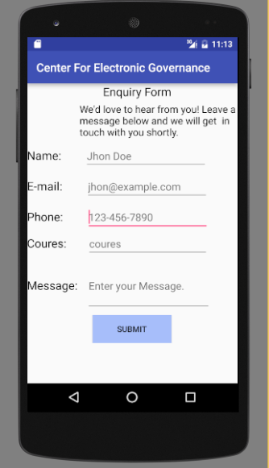 11:13
Center For Electronic Governance
Enquiry Form
We'd love to hear from you! Leave a
message below and we will get in
touch with you shortly.
Name: Jhon Doe
E-mail: jhon@example.com
Phone: 123-456-7890
Coures: coures
Message: Enter your Message.
SUBMIT